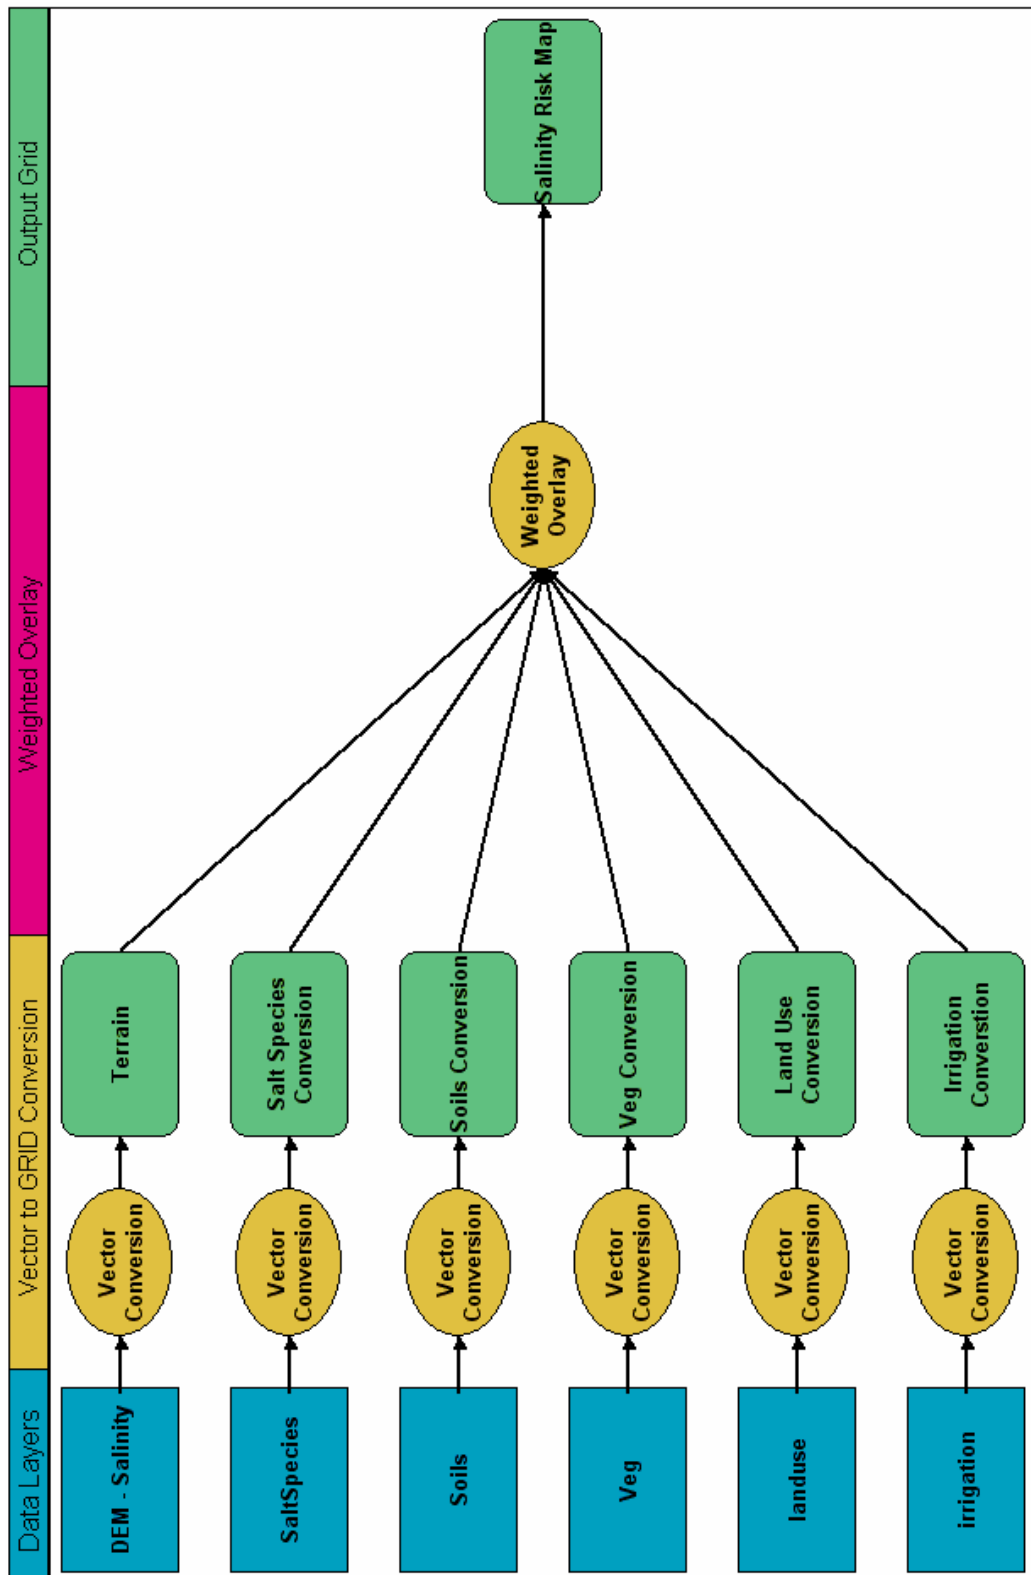 Data Layers
Vector to GRID Conversion
Weighted Overlay
Output Grid
DEM - Salinity
Vector
Conversion
Terrain
SaltSpecies
Vector
Conversion
Salt Species
Conversion
Soils
Vector
Conversion
Soils Conversion
Veg
Vector
Conversion
Veg Conversion
landuse
Vector
Conversion
Land Use
Conversion
irrigation
Vector
Conversion
Irrigation
Converstion
Weighted
Overlay
Salinity Risk Map